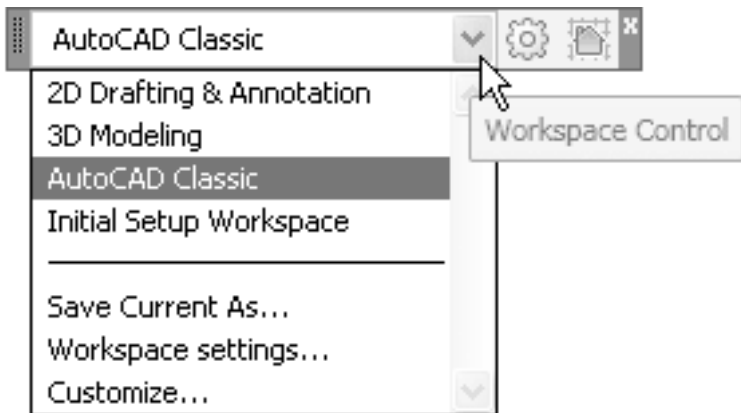 AutoCAD Classic
2D Drafting & Annotation
3D Modeling
Workspace Control
AutoCAD Classic
Initial Setup Workspace
Save Current As...
Workspace settings...
Customize...